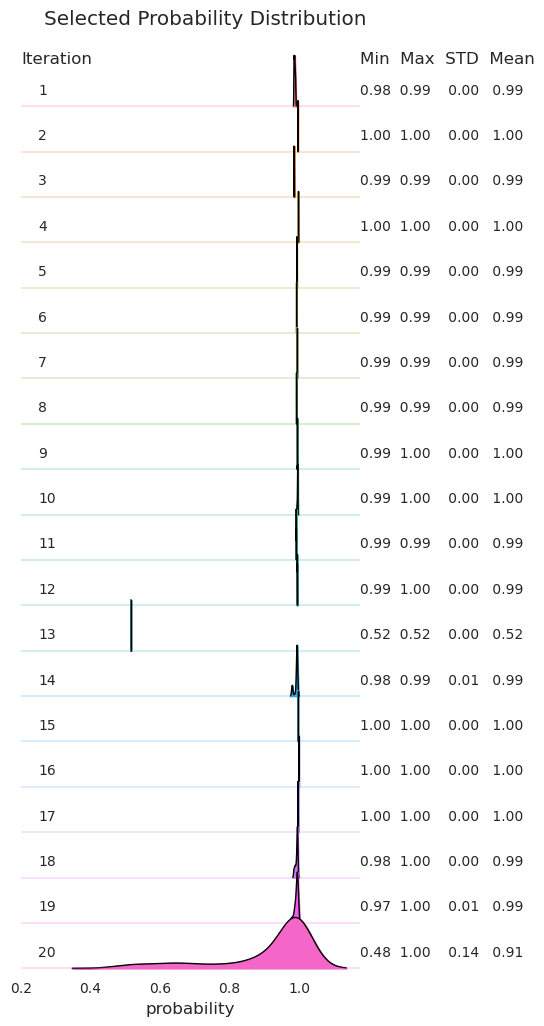 Selected Probability Distribution
Iteration Min Max STD Mean
1 0.98 0.99 0.00 0.99
2 1.00 1.00 0.00 1.00
3 0.99 0.99 0.00 0.99
4 1.00 1.00 0.00 1.00
5 0.99 0.99 0.00 0.99
6 0.99 0.99 0.00 0.99
7 0.99 0.99 0.00 0.99
8 0.99 0.99 0.00 0.99
9 0.99 1.00 0.00 1.00
10 0.99 1.00 0.00 1.00
11 0.99 0.99 0.00 0.99
12 0.99 1.00 0.00 0.99
13 0.52 0.52 0.00 0.52
14 0.98 0.99 0.01 0.99
15 1.00 1.00 0.00 1.00
16 1.00 1.00 0.00 1.00
17 1.00 1.00 0.00 1.00
18 0.98 1.00 0.00 0.99
19 0.97 1.00 0.01 0.99
20 0.48 1.00 0.14 0.91
0.2 0.4 0.6 0.8 1.0
probability